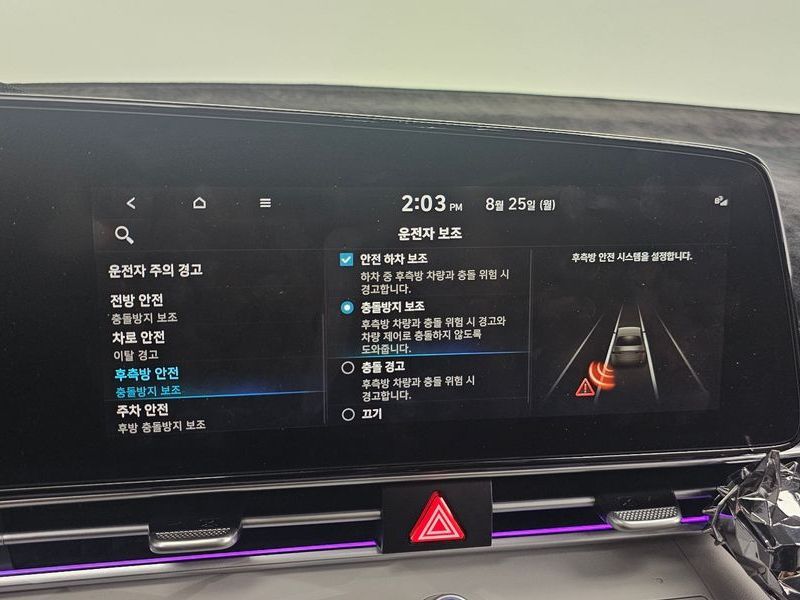 2:03 PM 8월 25일 (월)
운전자 보조
운전자 주의 경고
전방 안전
충돌방지 보조
차로 안전
이탈 경고
후측방 안전
충돌방지 보조
주차 안전
후방 충돌방지 보조
안전 하차 보조
하차 중 후측방 차량과 충돌 위험 시
경고합니다.
충돌방지 보조
후측방 차량과 충돌 위험 시 경고와
차량 제어로 충돌하지 않도록
도와줍니다.
충돌 경고
후측방 차량과 충돌 위험 시
경고합니다.
끄기
후측방 안전 시스템을 설정합니다.